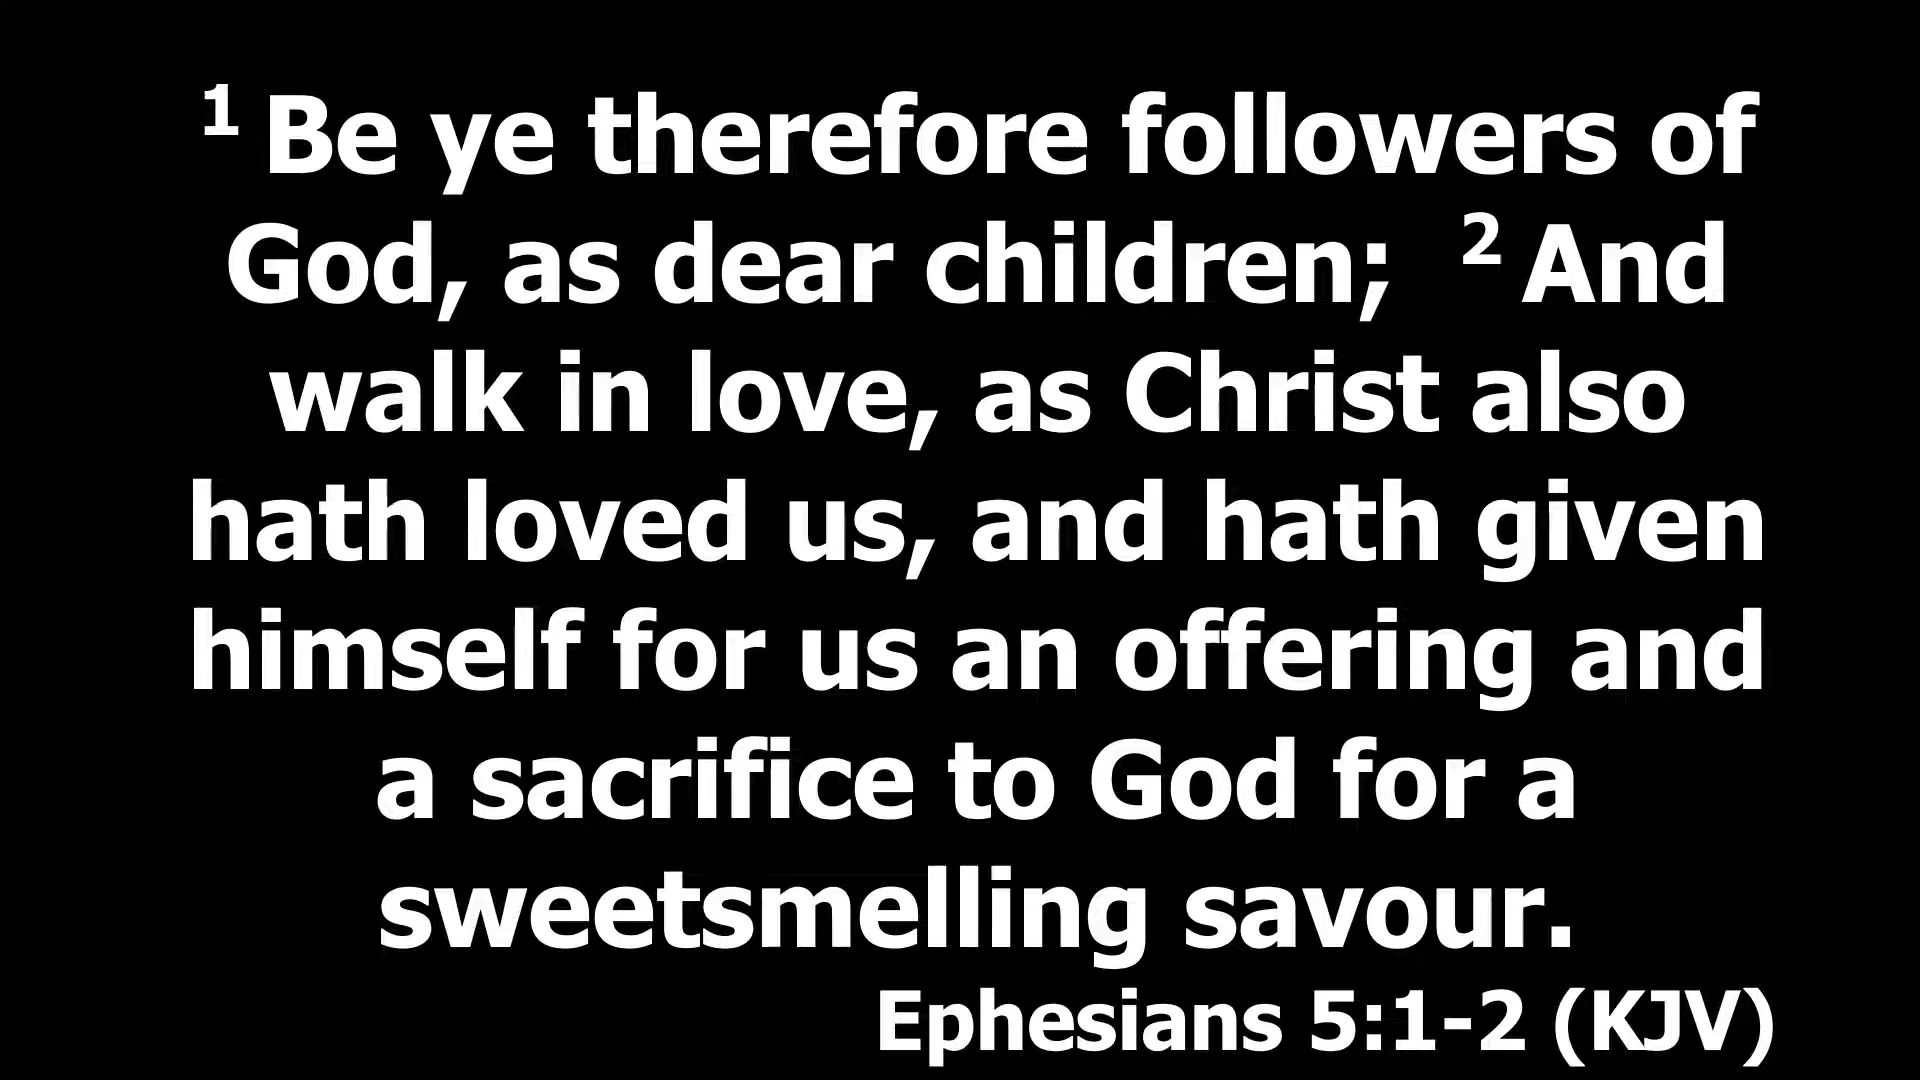 1 Be ye therefore followers of
God, as dear children; 2 And
walk in love, as Christ also
hath loved us, and hath given
himself for us an offering and
a sacrifice to God for a
sweetsmelling savour.
Ephesians 5:1-2 (KJV)